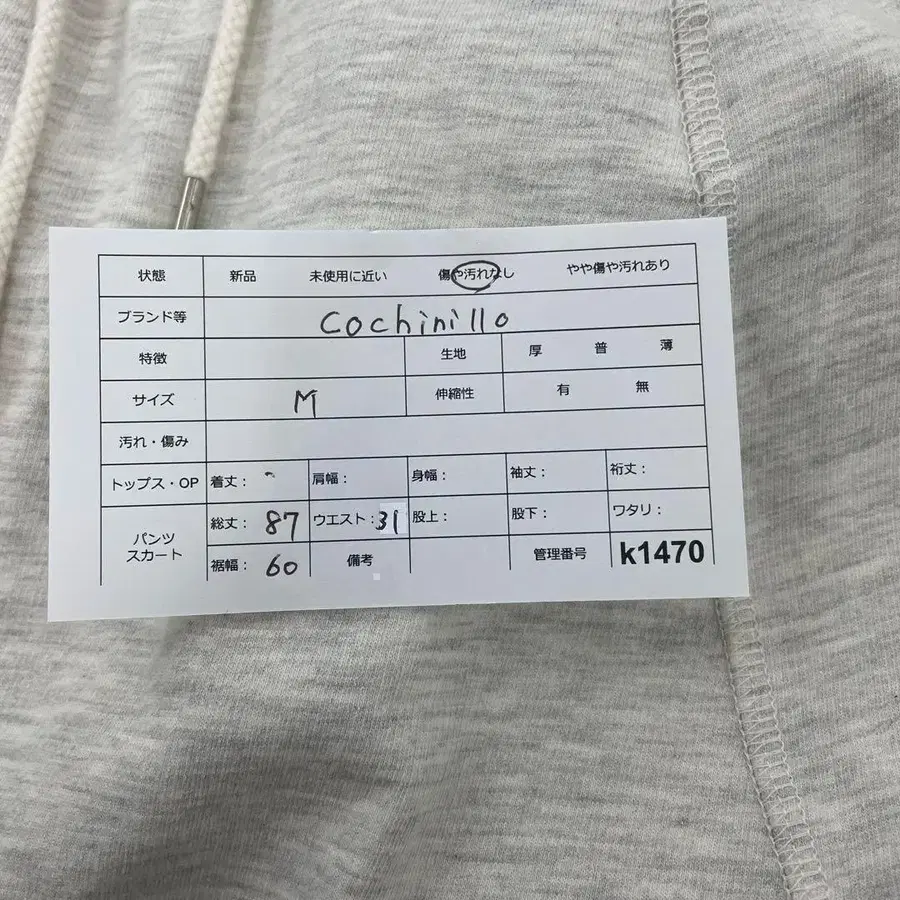 状態 新品 未使用に近い 傷や汚れなし やや傷や汚れあり
ブランド等 cochinillo
特徴 生地 厚 普 薄
サイズ M 伸縮性 有 無
汚れ・傷み
トップス・OP 着丈: 肩幅: 身幅: 袖丈: 裄丈:
パンツ スカート 総丈: 87 ウエスト: 31 股上: 股下: ワタリ:
裾幅: 60 備考 管理番号 k1470